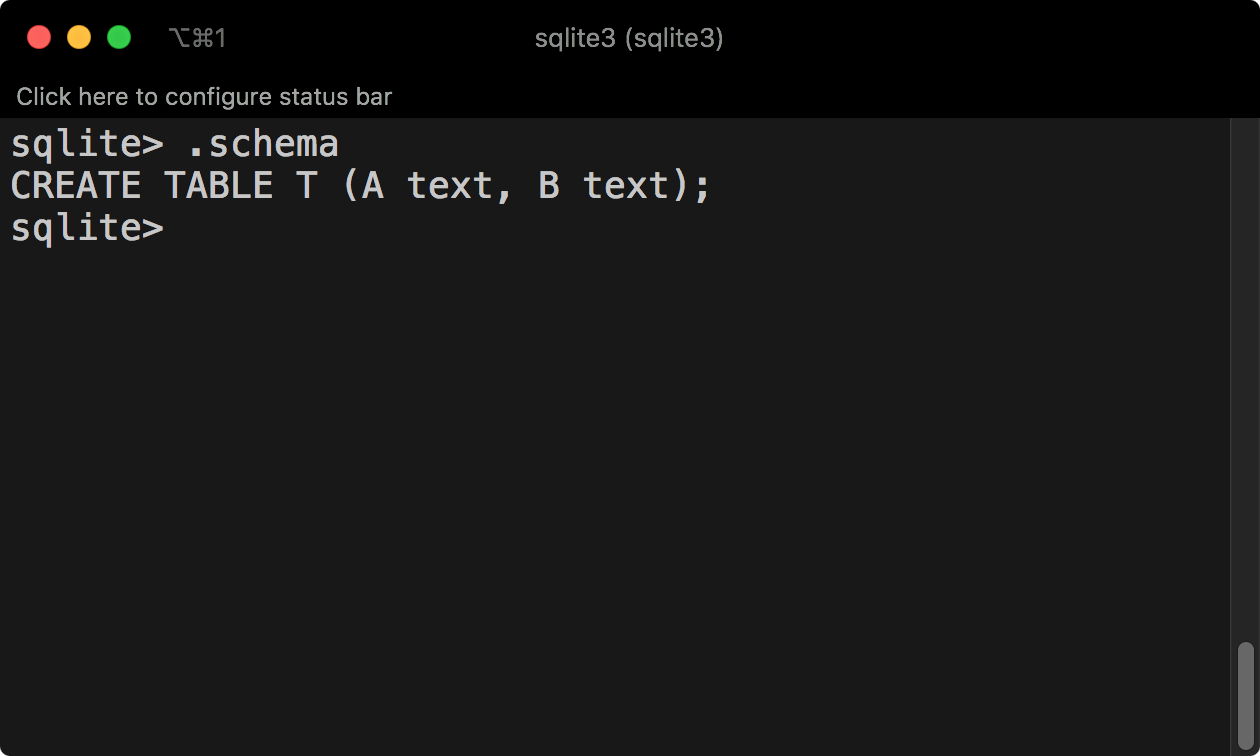 ⌥⌘1 sqlite3 (sqlite3)
Click here to configure status bar
sqlite> .schema
CREATE TABLE T (A text, B text);
sqlite>